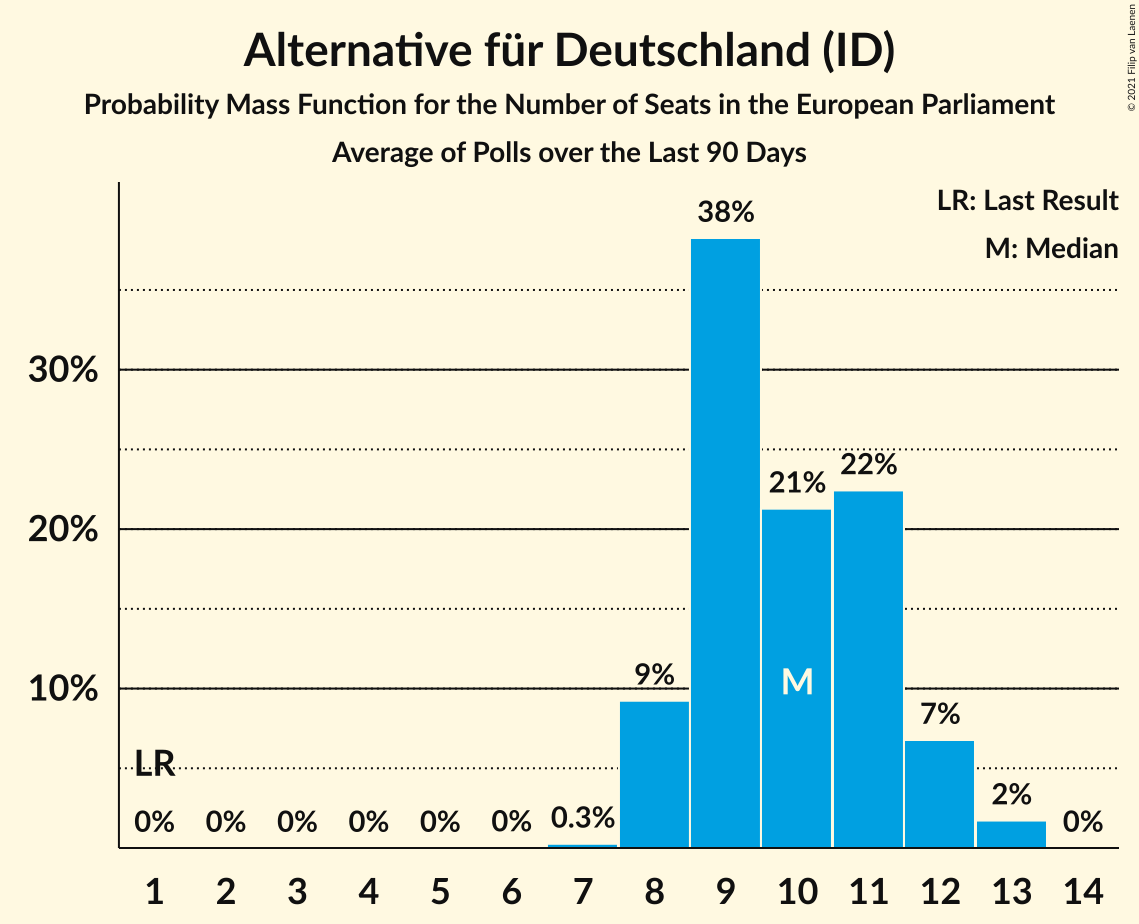 Alternative für Deutschland (ID)
Probability Mass Function for the Number of Seats in the European Parliament
Average of Polls over the Last 90 Days
© 2021 Filip van Laenen
LR: Last Result
M: Median
38%
30%
22%
21%
20%
10%
9%
M
7%
LR
2%
0% 0% 0% 0% 0% 0% 0.3% 0%
1 2 3 4 5 6 7 8 9 10 11 12 13 14